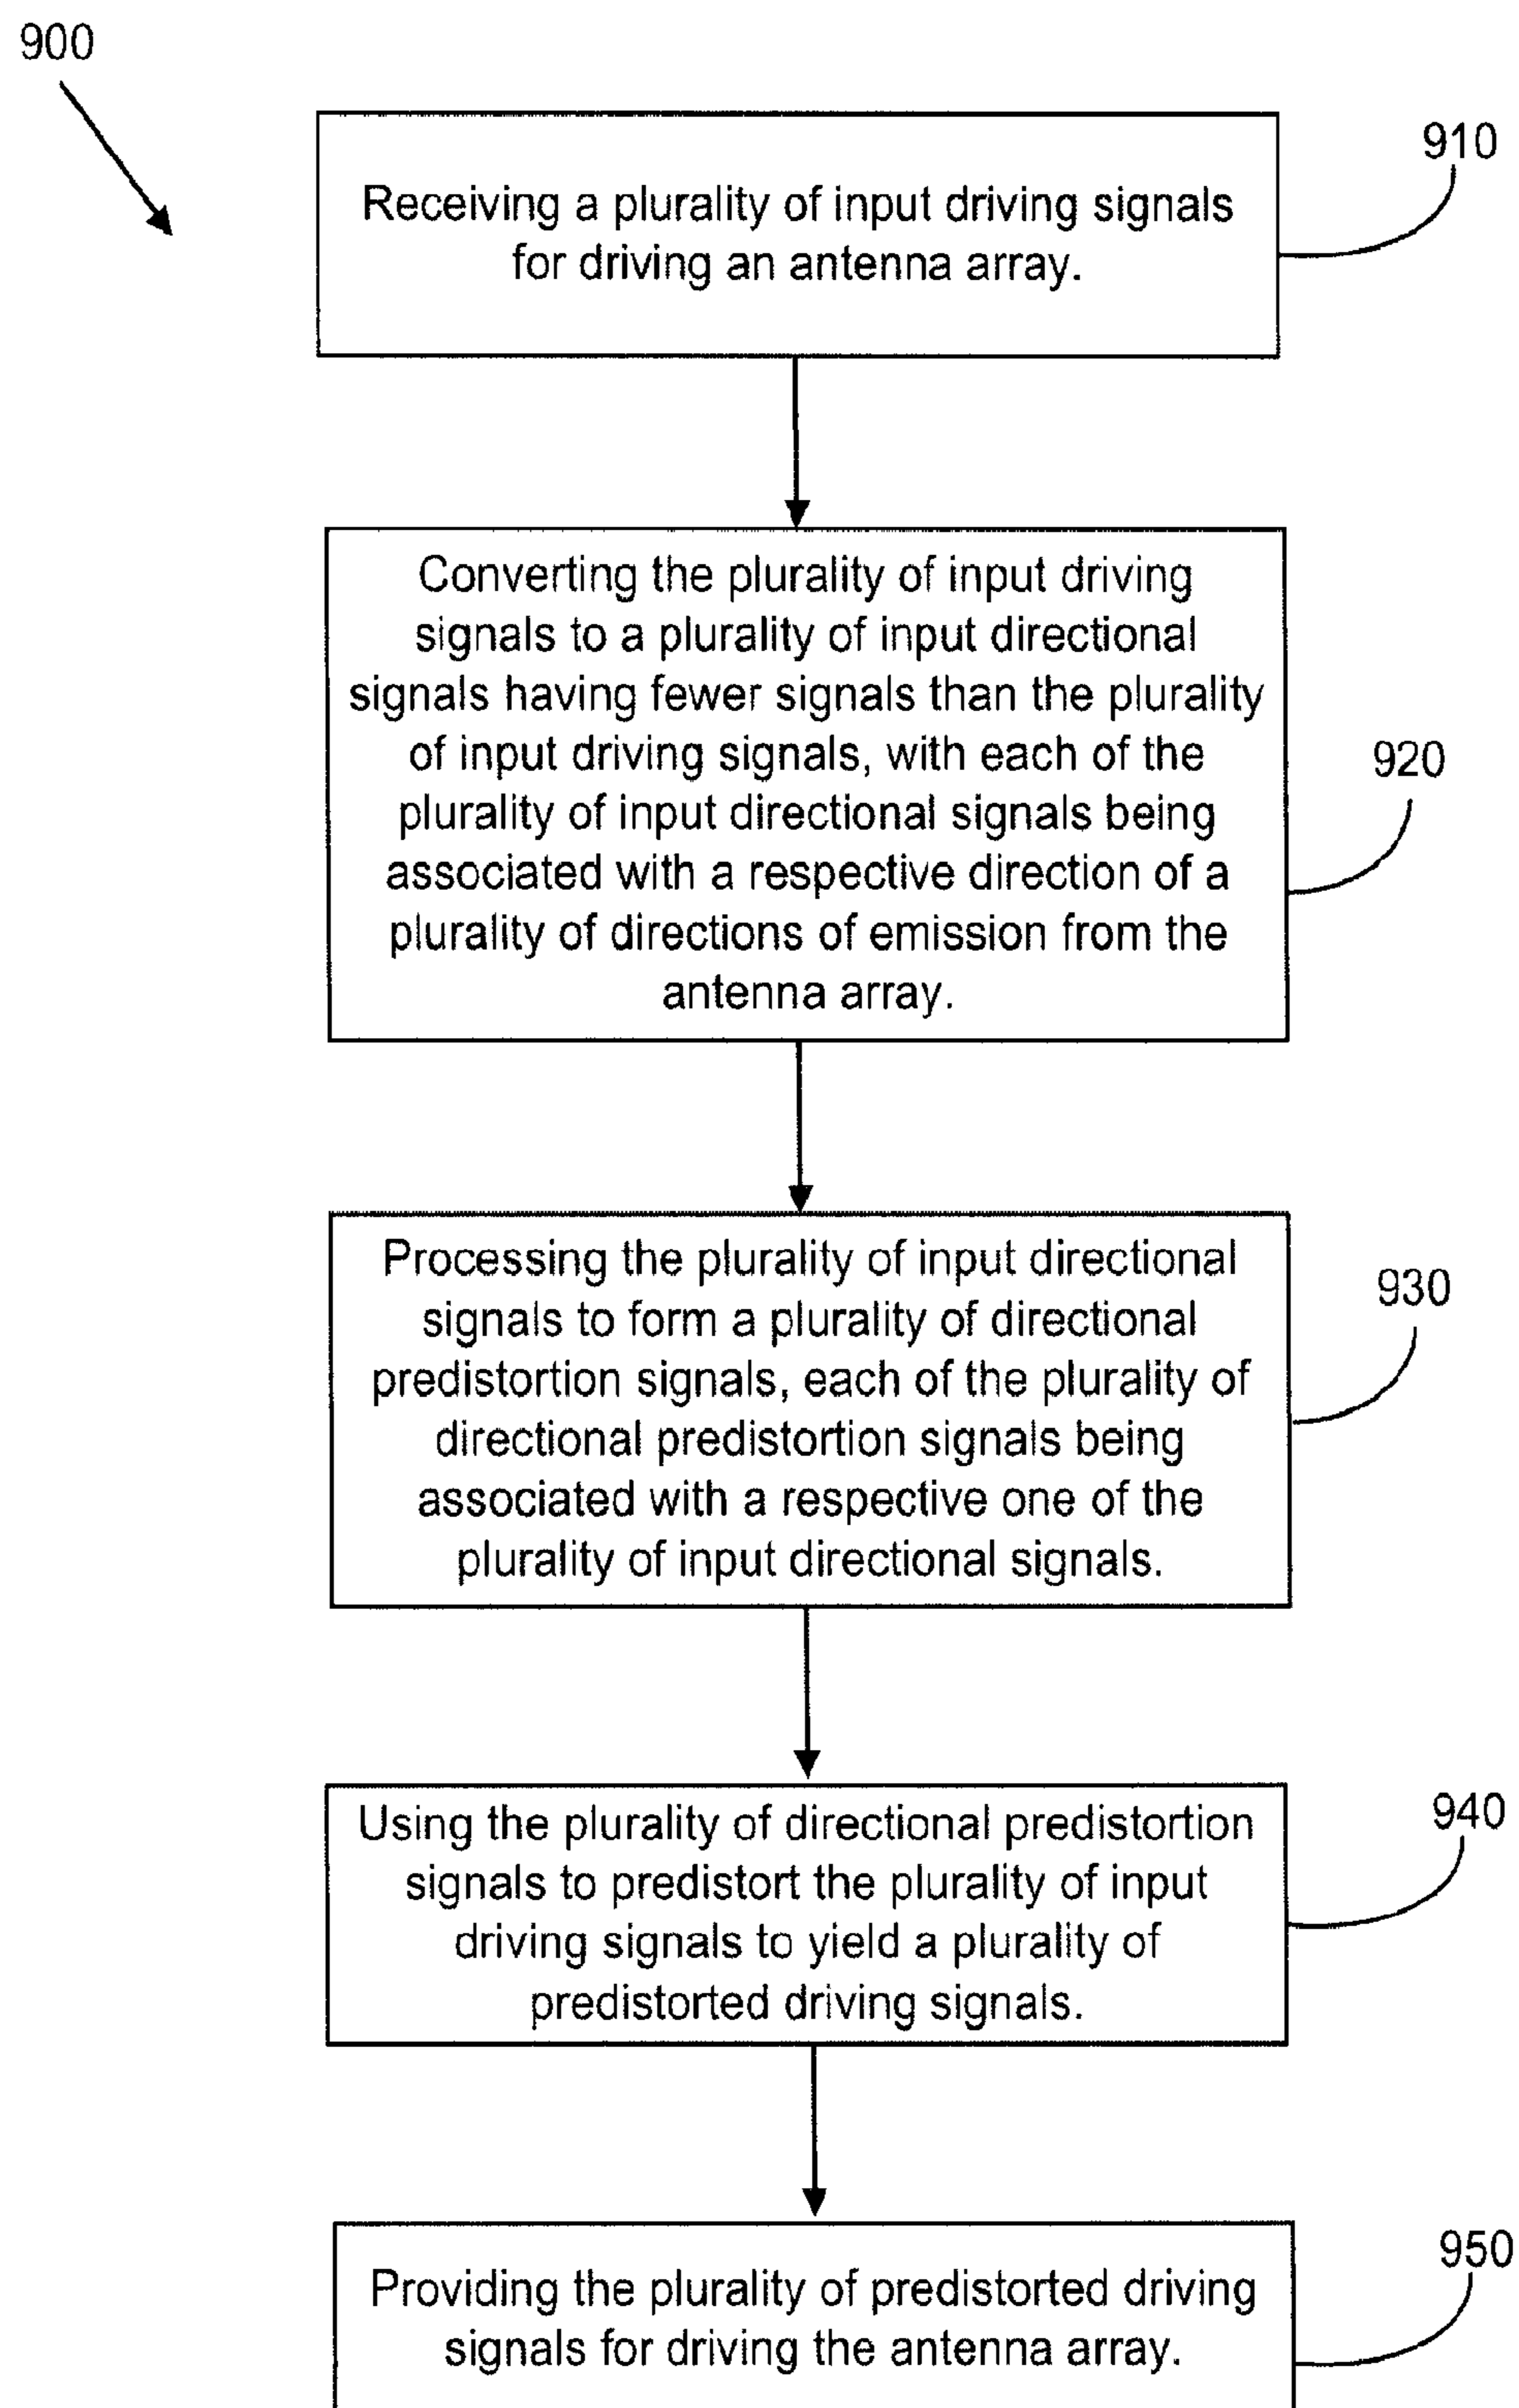 900
910
Receiving a plurality of input driving signals
for driving an antenna array.
Converting the plurality of input driving
signals to a plurality of input directional
signals having fewer signals than the plurality
of input driving signals, with each of the
plurality of input directional signals being
associated with a respective direction of a
plurality of directions of emission from the
antenna array.
920
Processing the plurality of input directional
signals to form a plurality of directional
predistortion signals, each of the plurality of
directional predistortion signals being
associated with a respective one of the
plurality of input directional signals.
930
Using the plurality of directional predistortion
signals to predistort the plurality of input
driving signals to yield a plurality of
predistorted driving signals.
940
Providing the plurality of predistorted driving
signals for driving the antenna array.
950